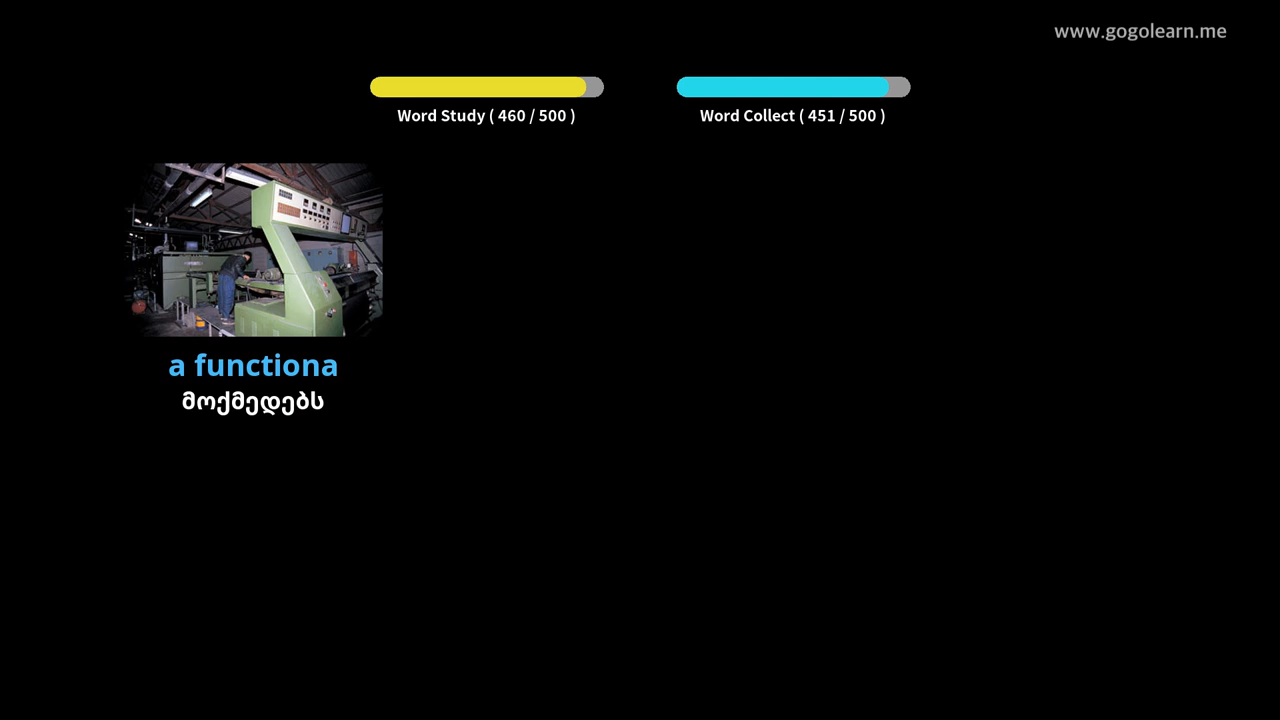 www.gogolearn.me
Word Study ( 460 / 500 )
Word Collect ( 451 / 500 )
a functiona
მოქმედებს